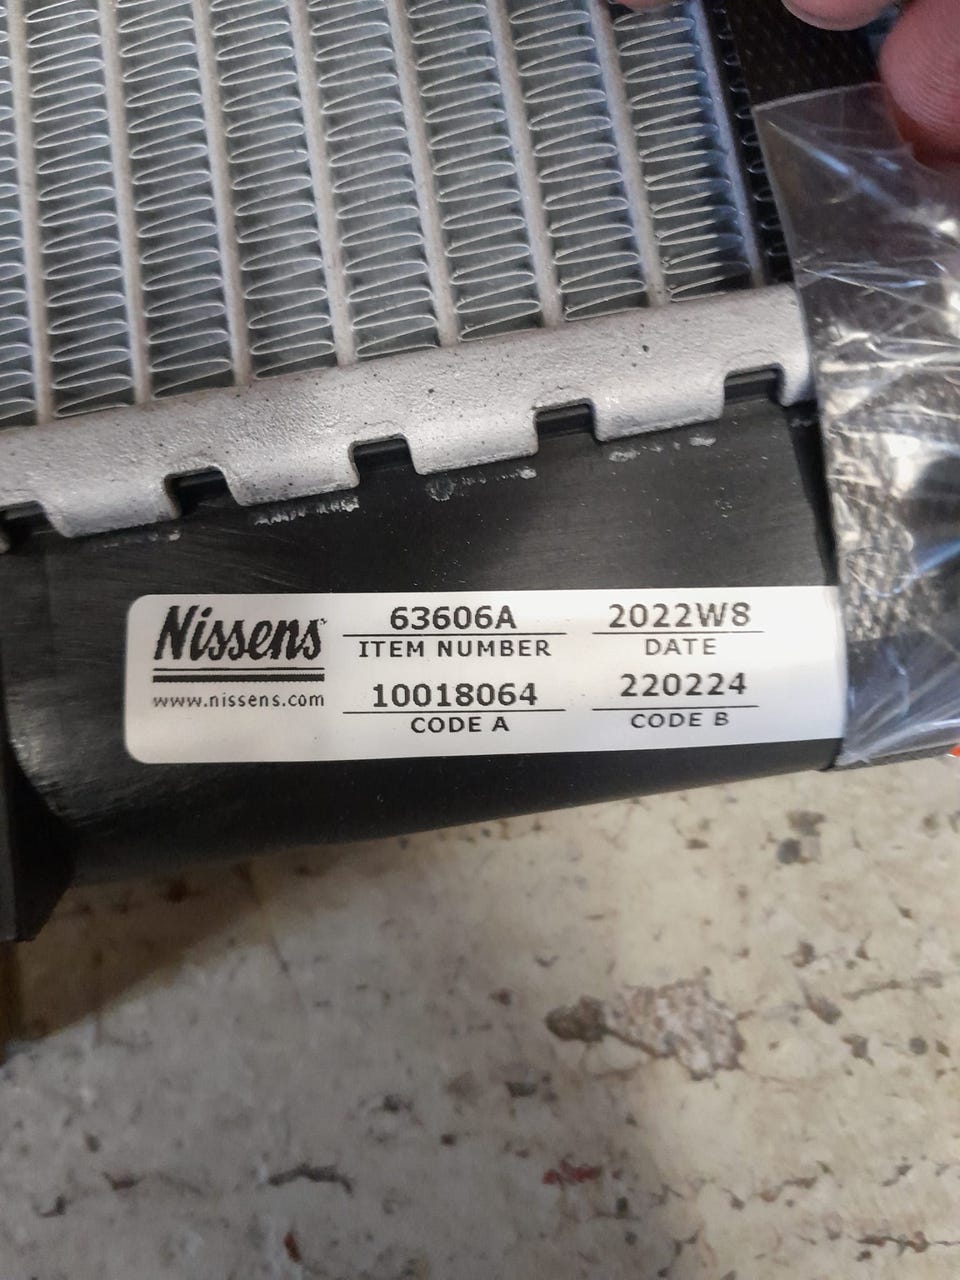 Nissens
www.nissens.com
63606A
ITEM NUMBER
2022W8
DATE
10018064
CODE A
220224
CODE B